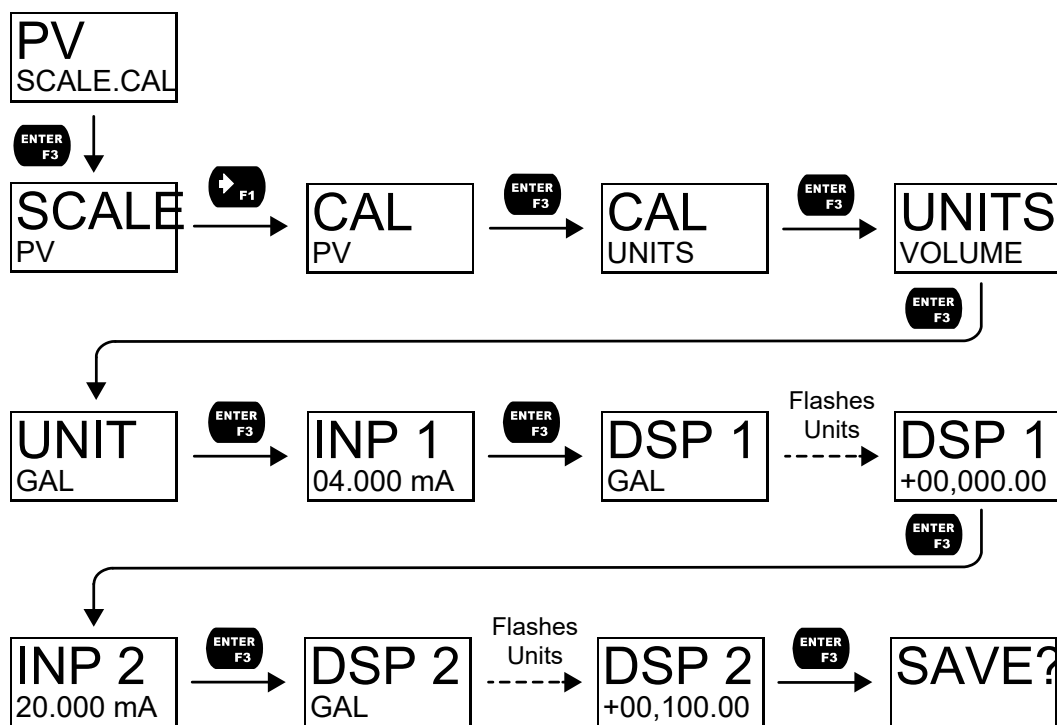 PV
SCALE.CAL
ENTER
F3
SCALE
PV
F1
CAL
PV
ENTER
F3
CAL
UNITS
ENTER
F3
UNITS
VOLUME
ENTER
F3
UNIT
GAL
ENTER
F3
INP 1
04.000 mA
ENTER
F3
DSP 1
GAL
Flashes
Units
DSP 1
+00,000.00
ENTER
F3
INP 2
20.000 mA
ENTER
F3
DSP 2
GAL
Flashes
Units
DSP 2
+00,100.00
ENTER
F3
SAVE?